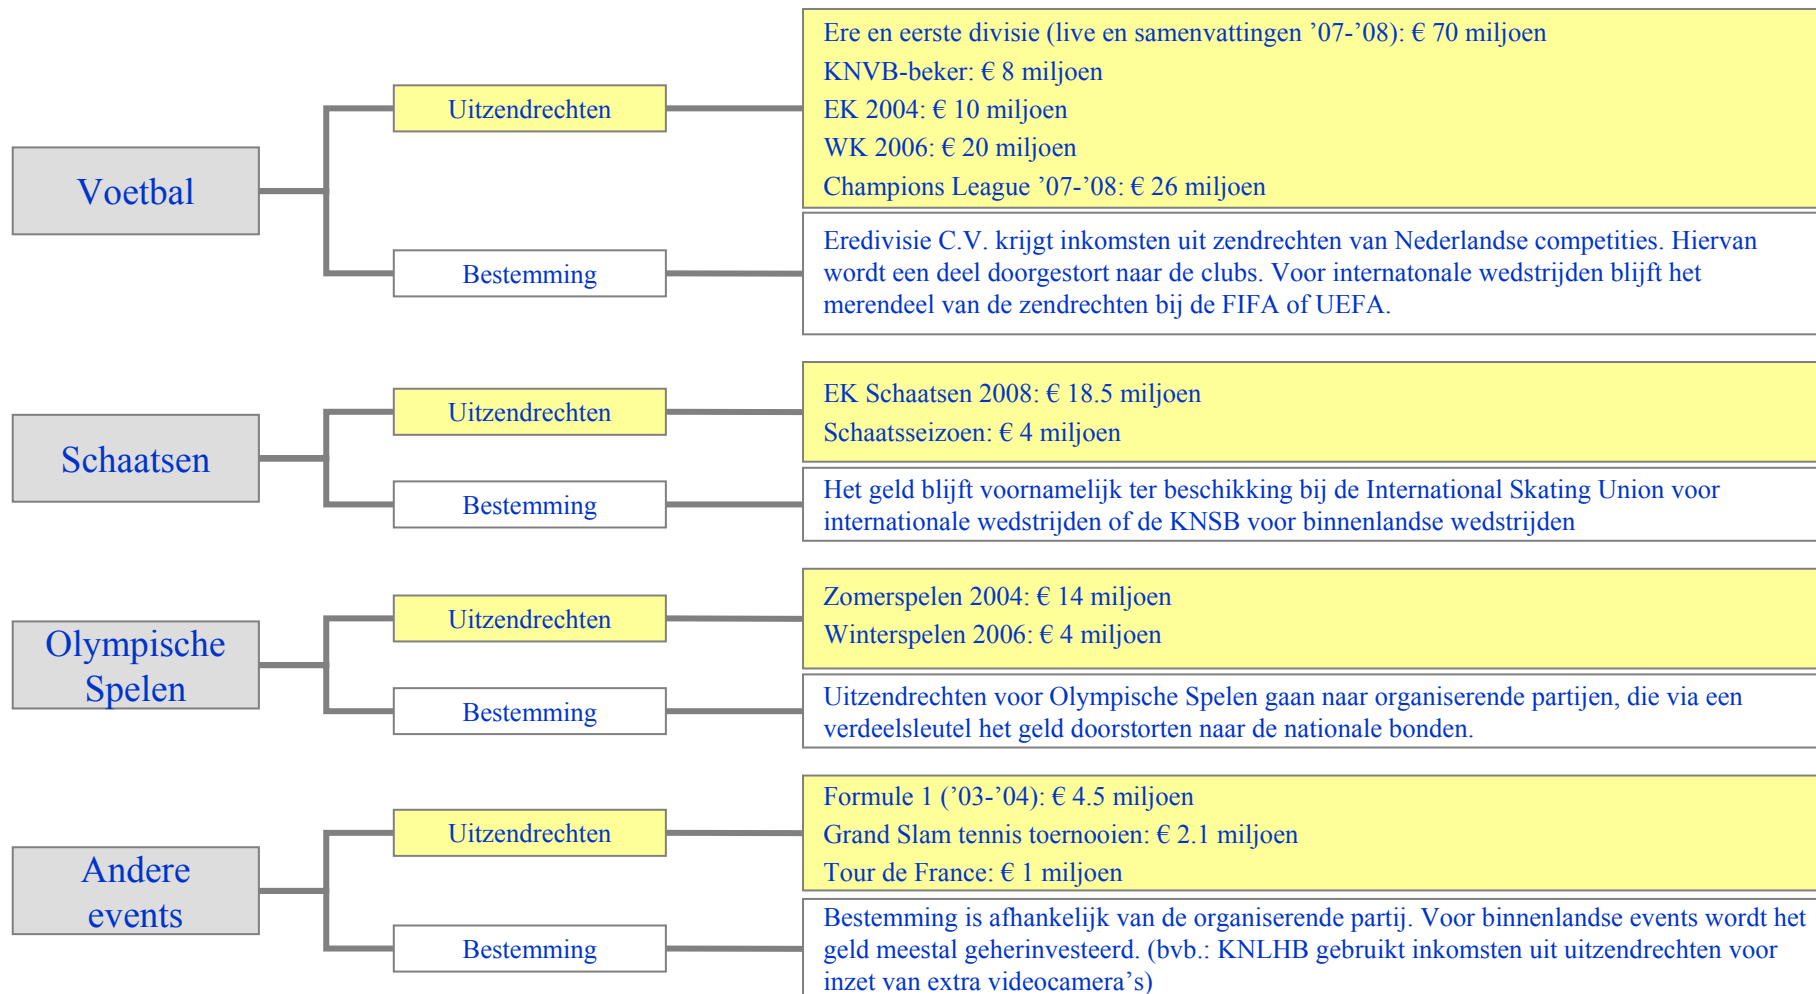 Voetbal
Uitzendrechten
Ere en eerste divisie (live en samenvattingen ’07-’08): € 70 miljoen
KNVB-beker: € 8 miljoen
EK 2004: € 10 miljoen
WK 2006: € 20 miljoen
Champions League ’07-’08: € 26 miljoen
Bestemming
Eredivisie C.V. krijgt inkomsten uit zendrechten van Nederlandse competities. Hiervan
wordt een deel doorgestort naar de clubs. Voor internatonale wedstrijden blijft het
merendeel van de zendrechten bij de FIFA of UEFA.
Schaatsen
Uitzendrechten
EK Schaatsen 2008: € 18.5 miljoen
Schaatsseizoen: € 4 miljoen
Bestemming
Het geld blijft voornamelijk ter beschikking bij de International Skating Union voor
internationale wedstrijden of de KNSB voor binnenlandse wedstrijden
Olympische
Spelen
Uitzendrechten
Zomerspelen 2004: € 14 miljoen
Winterspelen 2006: € 4 miljoen
Bestemming
Uitzendrechten voor Olympische Spelen gaan naar organiserende partijen, die via een
verdeelsleutel het geld doorstorten naar de nationale bonden.
Andere
events
Uitzendrechten
Formule 1 (’03-’04): € 4.5 miljoen
Grand Slam tennis toernooien: € 2.1 miljoen
Tour de France: € 1 miljoen
Bestemming
Bestemming is afhankelijk van de organiserende partij. Voor binnenlandse events wordt het
geld meestal geherinvesteerd. (bvb.: KNLHB gebruikt inkomsten uit uitzendrechten voor
inzet van extra videocamera’s)